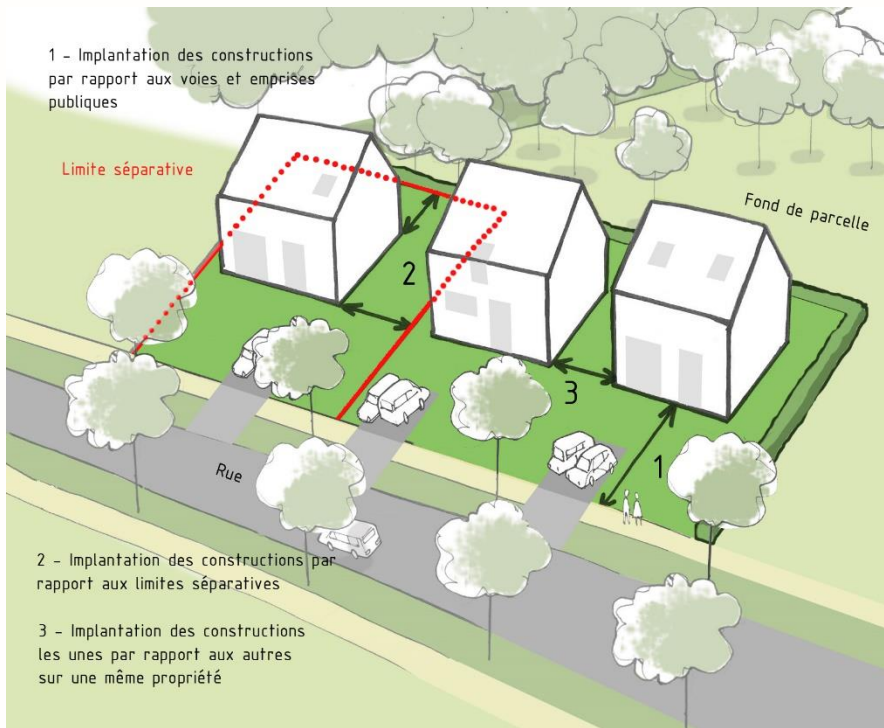 1 - Implantation des constructions
par rapport aux voies et emprises
publiques
Limite séparative
Fond de parcelle
2
3
1
Rue
2 - Implantation des constructions par
rapport aux limites séparatives
3 - Implantation des constructions
les unes par rapport aux autres
sur une même propriété